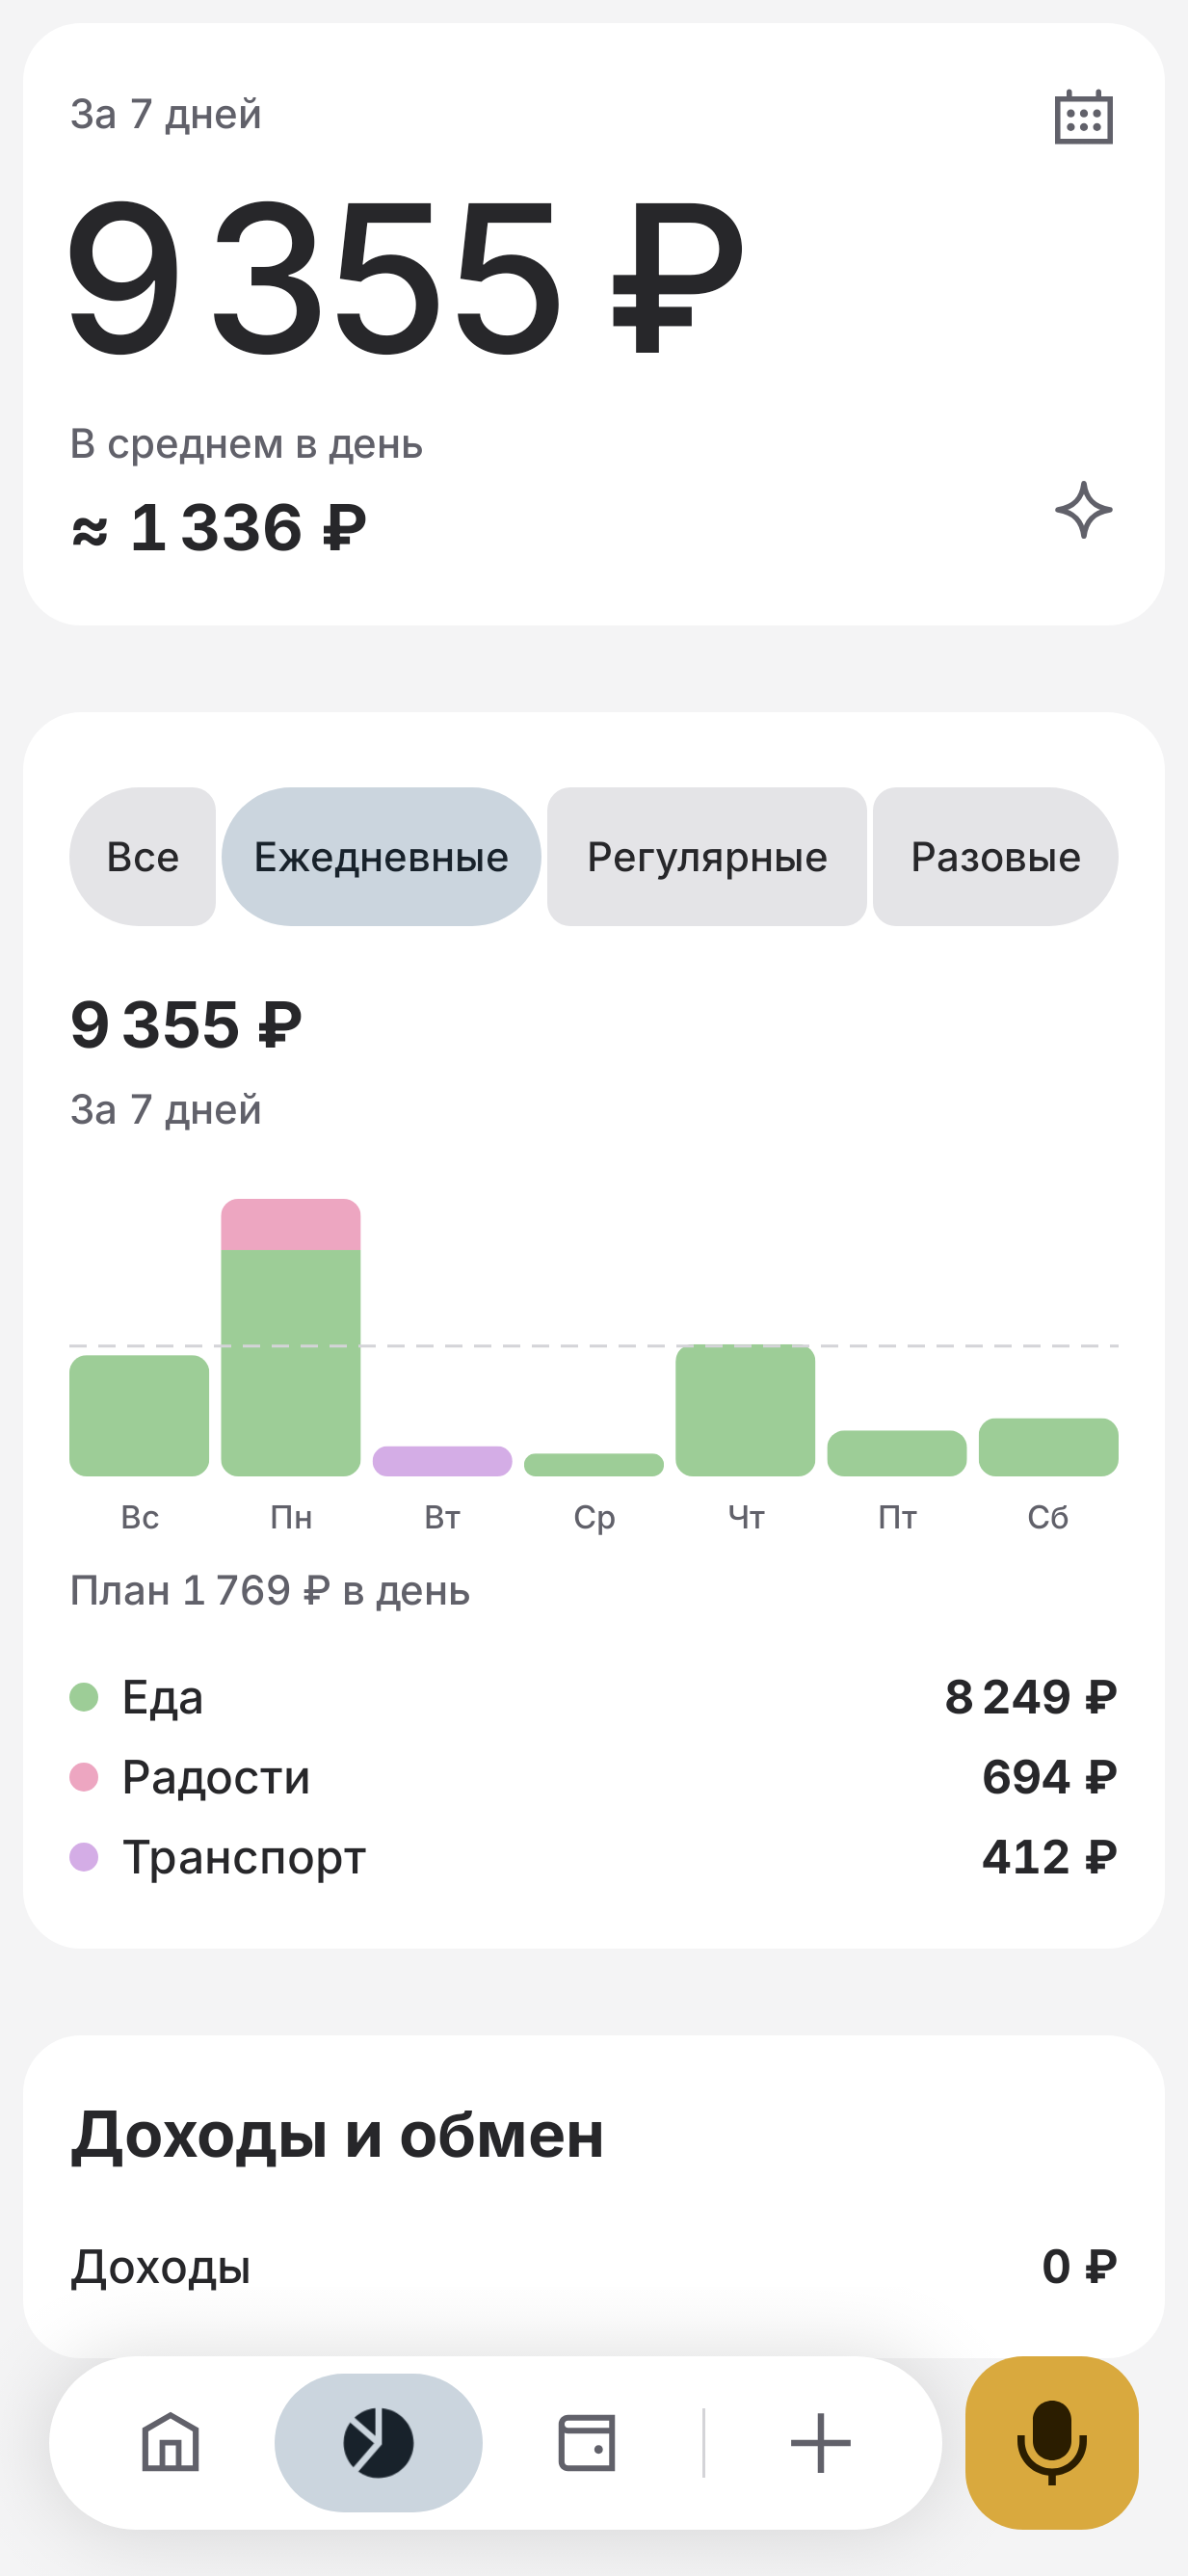 За 7 дней
9 355 ₽
В среднем в день
≈ 1 336 ₽
Все Ежедневные Регулярные Разовые
9 355 ₽
За 7 дней
Вс Пн Вт Ср Чт Пт Сб
План 1 769 ₽ в день
Еда 8 249 ₽
Радости 694 ₽
Транспорт 412 ₽
Доходы и обмен
Доходы 0 ₽